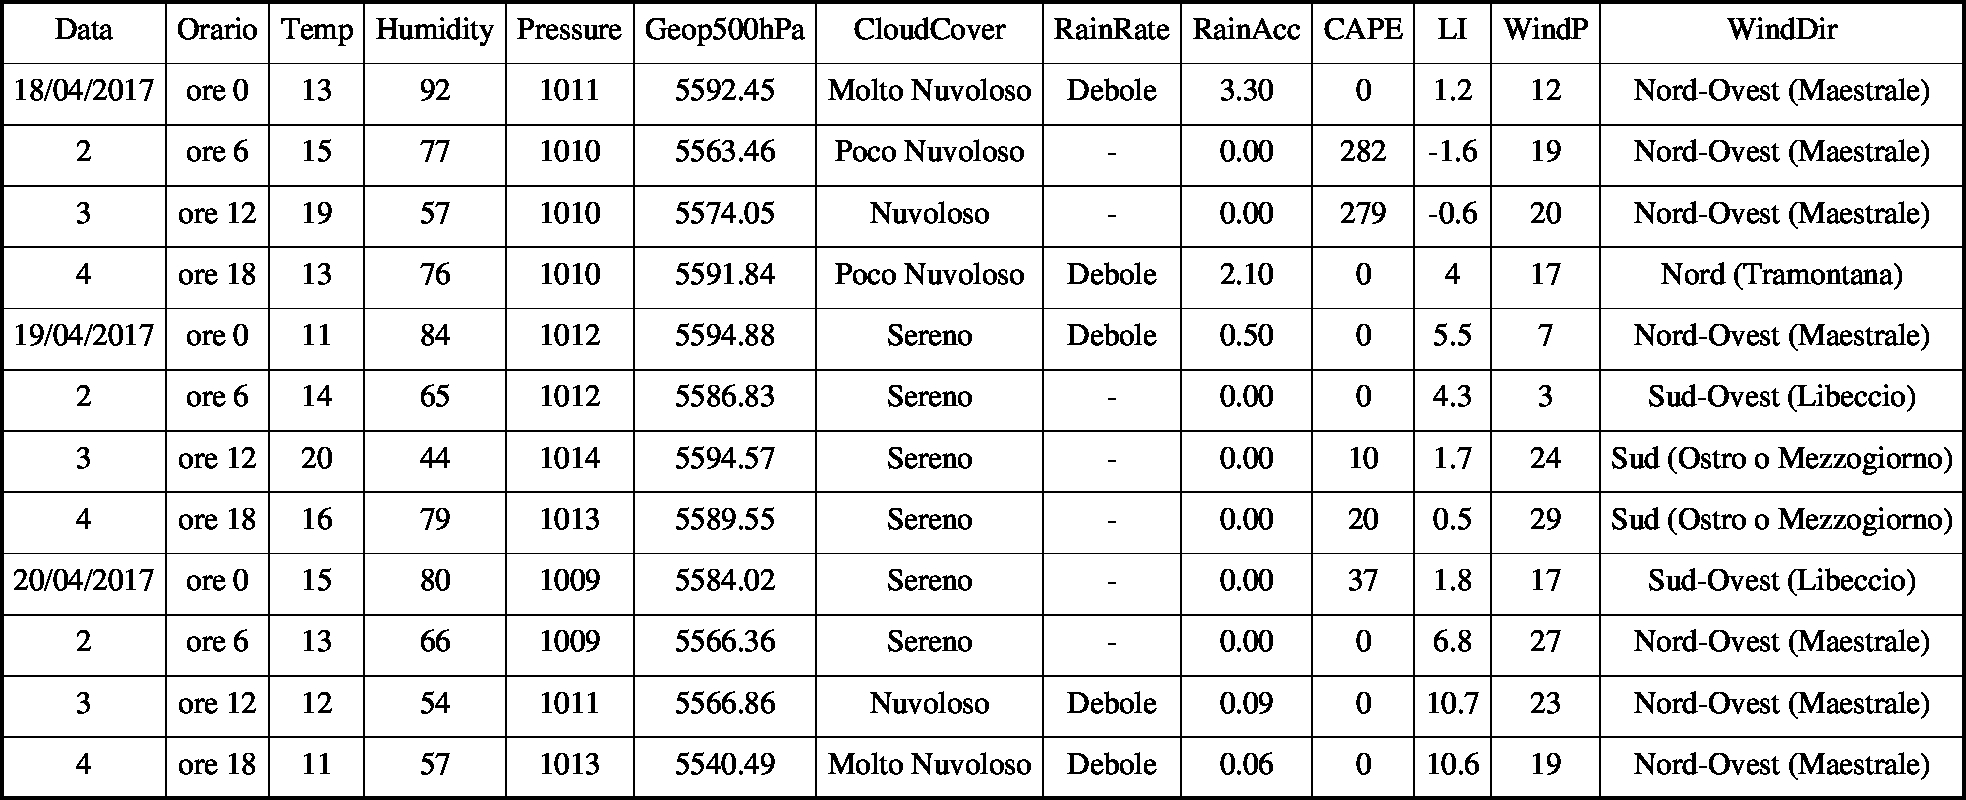 Data Orario Temp Humidity Pressure Geop500hPa CloudCover RainRate RainAcc CAPE LI WindP WindDir
18/04/2017 ore 0 13 92 1011 5592.45 Molto Nuvoloso Debole 3.30 0 1.2 12 Nord-Ovest (Maestrale)
2 ore 6 15 77 1010 5563.46 Poco Nuvoloso - 0.00 282 -1.6 19 Nord-Ovest (Maestrale)
3 ore 12 19 57 1010 5574.05 Nuvoloso - 0.00 279 -0.6 20 Nord-Ovest (Maestrale)
4 ore 18 13 76 1010 5591.84 Poco Nuvoloso Debole 2.10 0 4 17 Nord (Tramontana)
19/04/2017 ore 0 11 84 1012 5594.88 Sereno Debole 0.50 0 5.5 7 Nord-Ovest (Maestrale)
2 ore 6 14 65 1012 5586.83 Sereno - 0.00 0 4.3 3 Sud-Ovest (Libeccio)
3 ore 12 20 44 1014 5594.57 Sereno - 0.00 10 1.7 24 Sud (Ostro o Mezzogiorno)
4 ore 18 16 79 1013 5589.55 Sereno - 0.00 20 0.5 29 Sud (Ostro o Mezzogiorno)
20/04/2017 ore 0 15 80 1009 5584.02 Sereno - 0.00 37 1.8 17 Sud-Ovest (Libeccio)
2 ore 6 13 66 1009 5566.36 Sereno - 0.00 0 6.8 27 Nord-Ovest (Maestrale)
3 ore 12 12 54 1011 5566.86 Nuvoloso Debole 0.09 0 10.7 23 Nord-Ovest (Maestrale)
4 ore 18 11 57 1013 5540.49 Molto Nuvoloso Debole 0.06 0 10.6 19 Nord-Ovest (Maestrale)